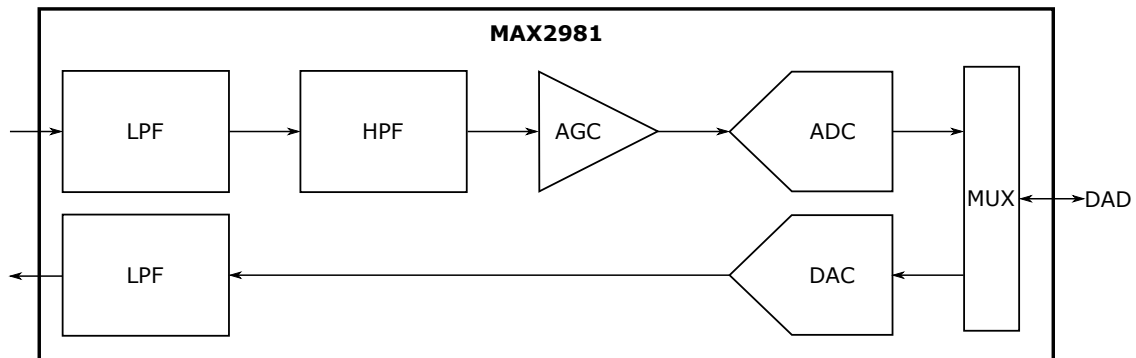 MAX2981
LPF
HPF
AGC
ADC
MUX
DAD
LPF
DAC